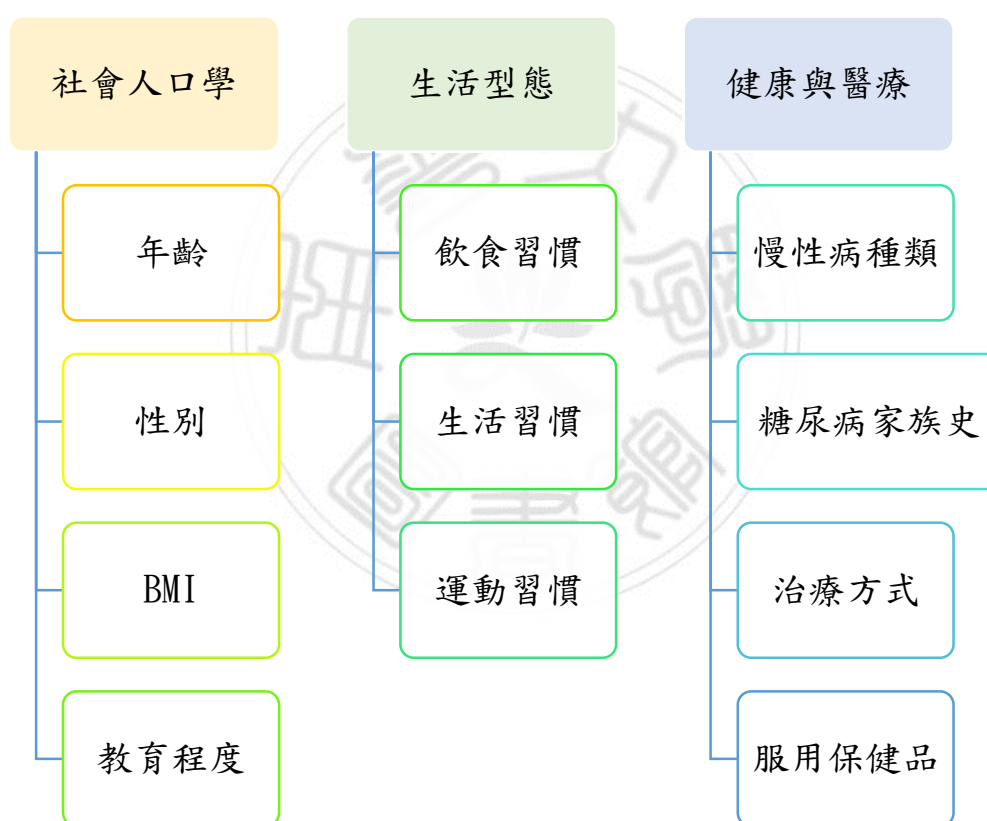 社會人口學
年齡
性別
BMI
教育程度
生活型態
飲食習慣
生活習慣
運動習慣
健康與醫療
慢性病種類
糖尿病家族史
治療方式
服用保健品